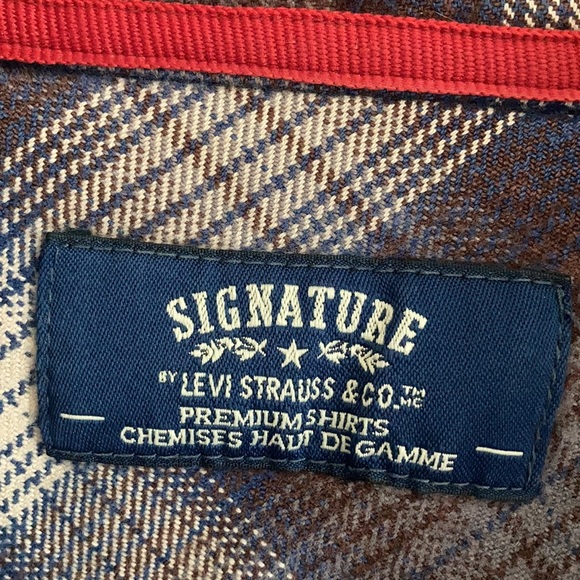 SIGNATURE
BY LEVI STRAUSS & CO. TM MC
PREMIUM SHIRTS
CHEMISES HAUT DE GAMME